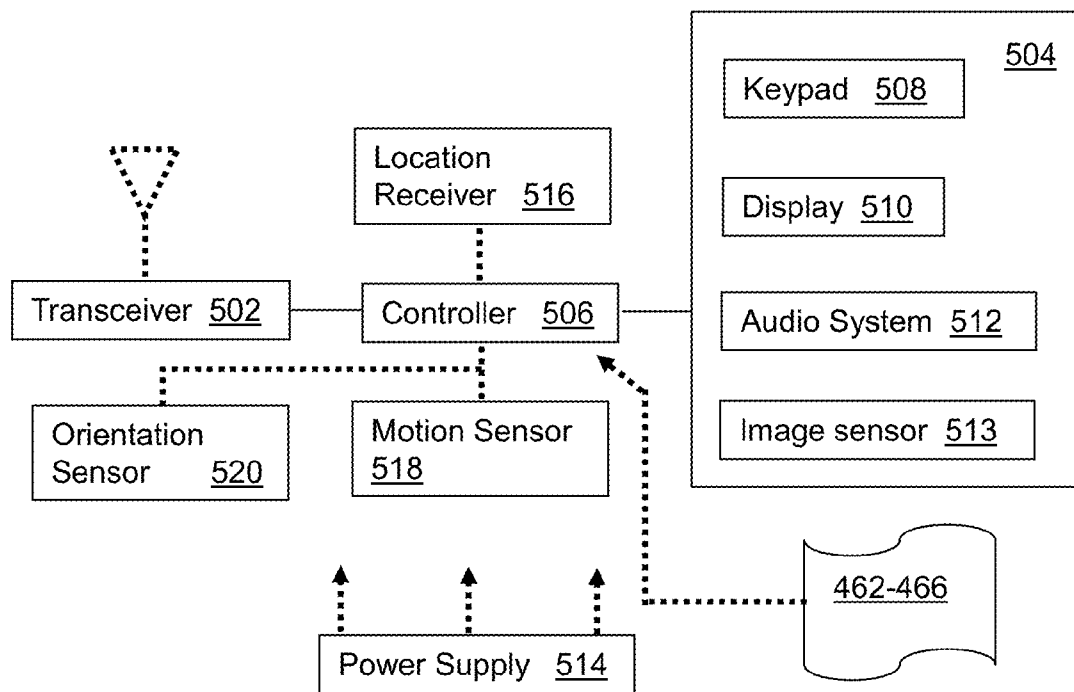 504
Keypad 508
Location
Receiver 516
Display 510
Transceiver 502
Controller 506
Audio System 512
Orientation
Sensor 520
Motion Sensor
518
Image sensor 513
462-466
Power Supply 514